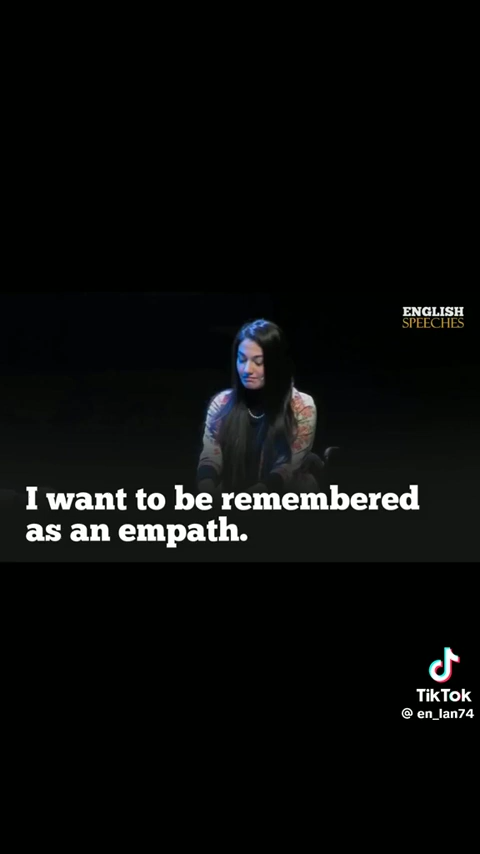 ENGLISH
SPEECHES
I want to be remembered
as an empath.
TikTok
@ en_lan74